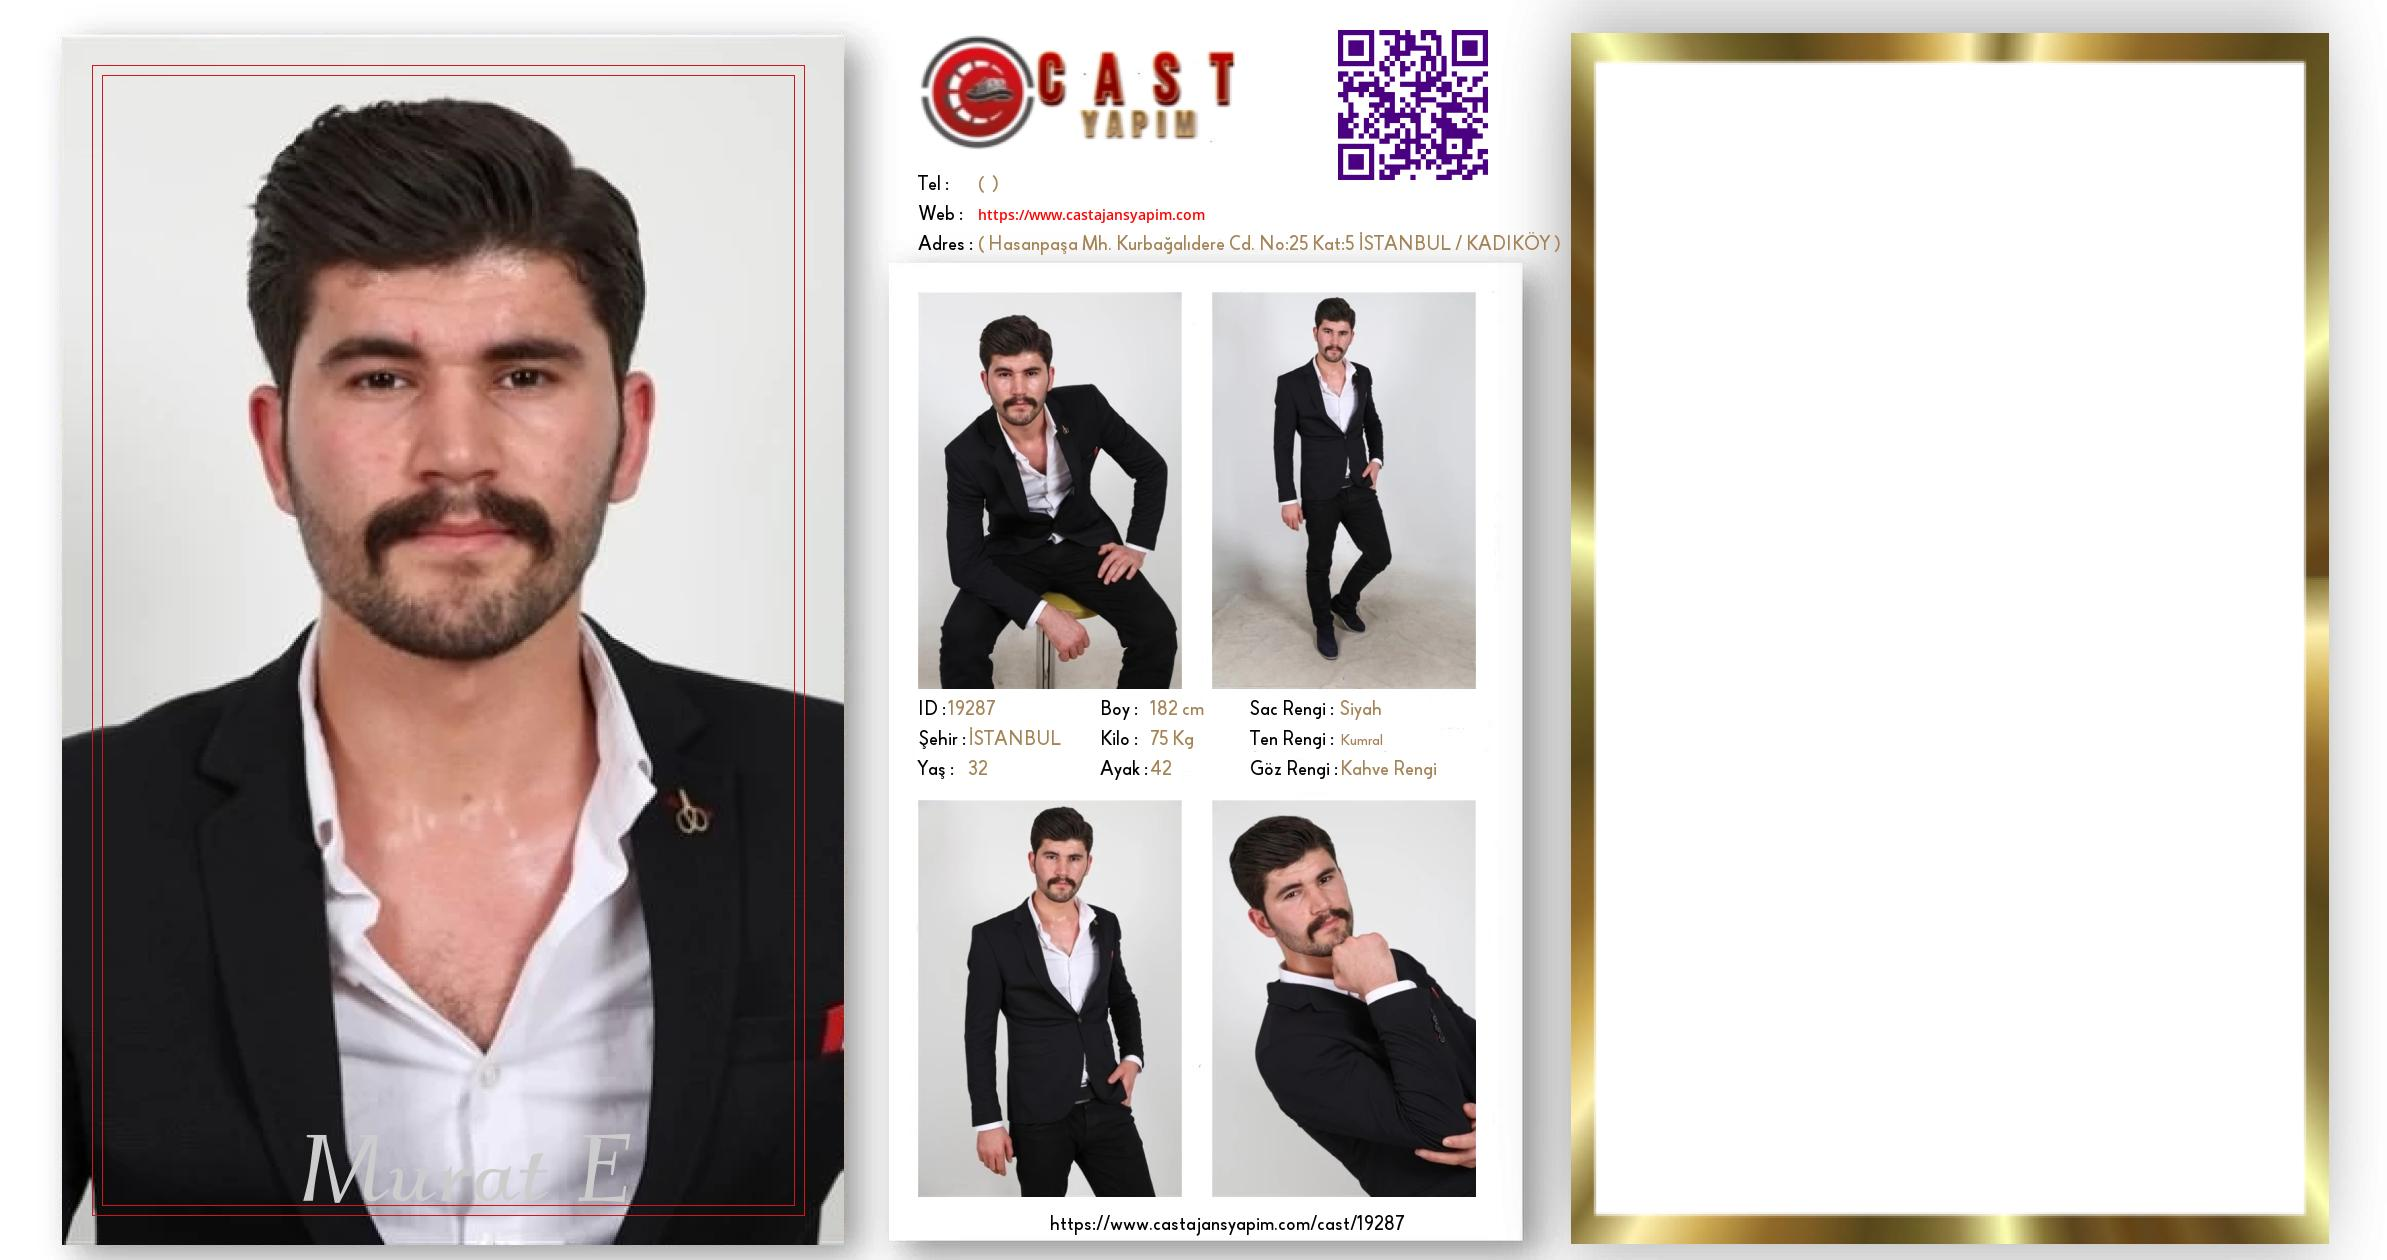 Murat E
CAST
YAPIM
Tel : ( )
Web : https://www.castajansyapim.com
Adres : ( Hasanpaşa Mh. Kurbağalıdere Cd. No:25 Kat:5 İSTANBUL / KADIKÖY )
ID : 19287 Boy : 182 cm Sac Rengi : Siyah
Şehir : İSTANBUL Kilo : 75 Kg Ten Rengi : Kumral
Yaş : 32 Ayak : 42 Göz Rengi : Kahve Rengi
https://www.castajansyapim.com/cast/19287